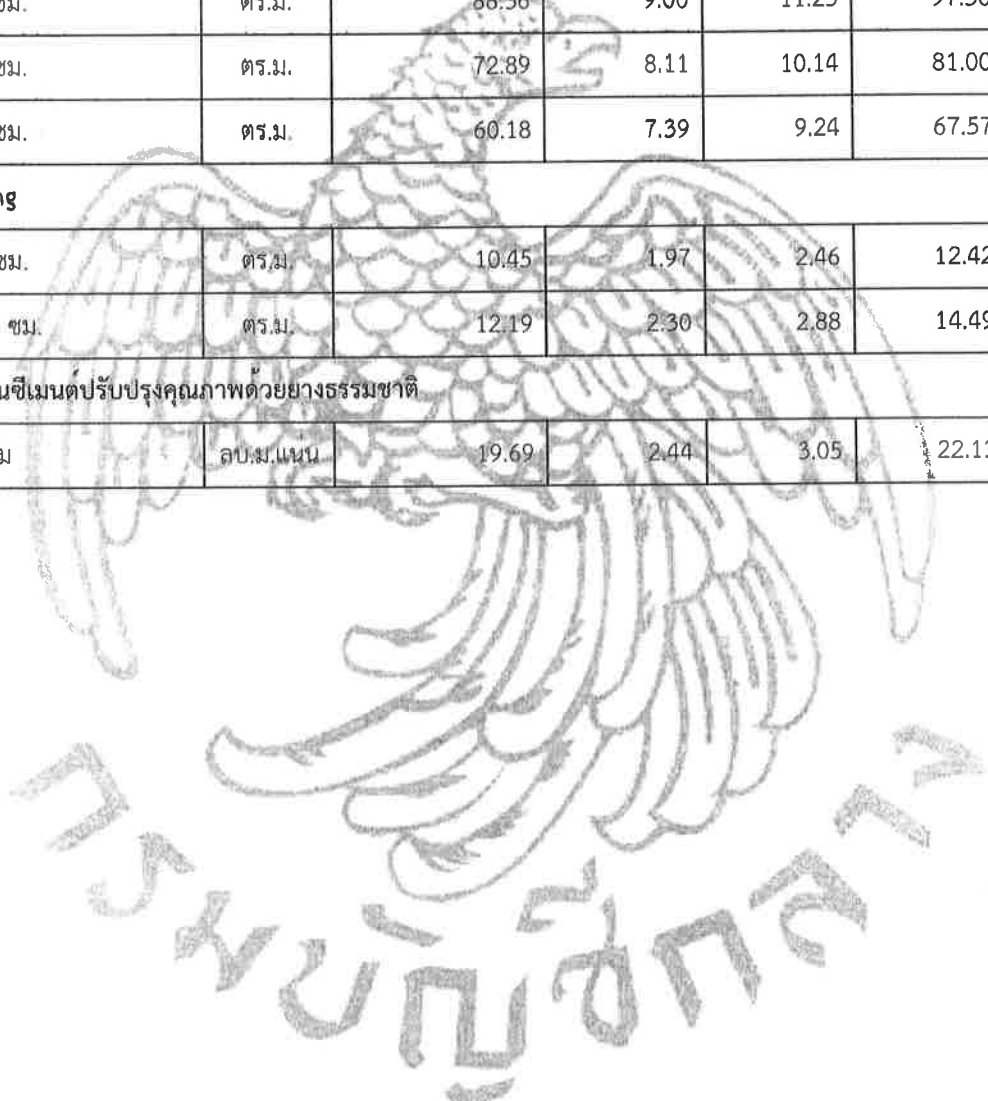 ซม. ตร.ม. 88.36 9.00 11.25
ซม. ตร.ม. 72.89 8.11 10.14 81.00
ซม. ตร.ม. 60.18 7.39 9.24 67.57
ซม. ตร.ม. 10.45 1.97 2.46 12.42
ซม. ตร.ม. 12.19 2.30 2.88 14.49
นซีเมนต์ปรับปรุงคุณภาพด้วยยางธรรมชาติ
ม ลบ.ม.แน่น 19.69 2.44 3.05
กรมบัญชีกลาง